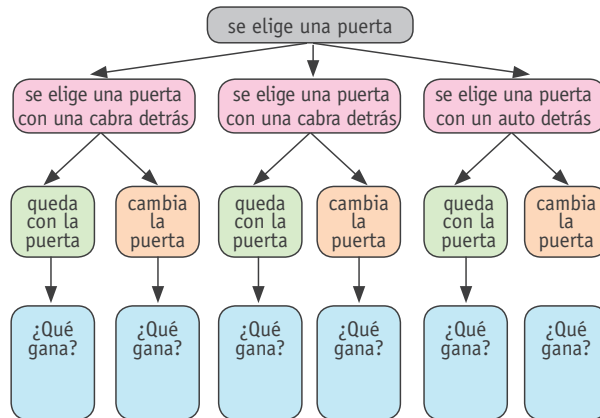 se elige una puerta
se elige una puerta
con una cabra detrás
se elige una puerta
con una cabra detrás
se elige una puerta
con un auto detrás
queda
con la
puerta
cambia
la
puerta
queda
con la
puerta
cambia
la
puerta
queda
con la
puerta
cambia
la
puerta
¿Qué
gana?
¿Qué
gana?
¿Qué
gana?
¿Qué
gana?
¿Qué
gana?
¿Qué
gana?